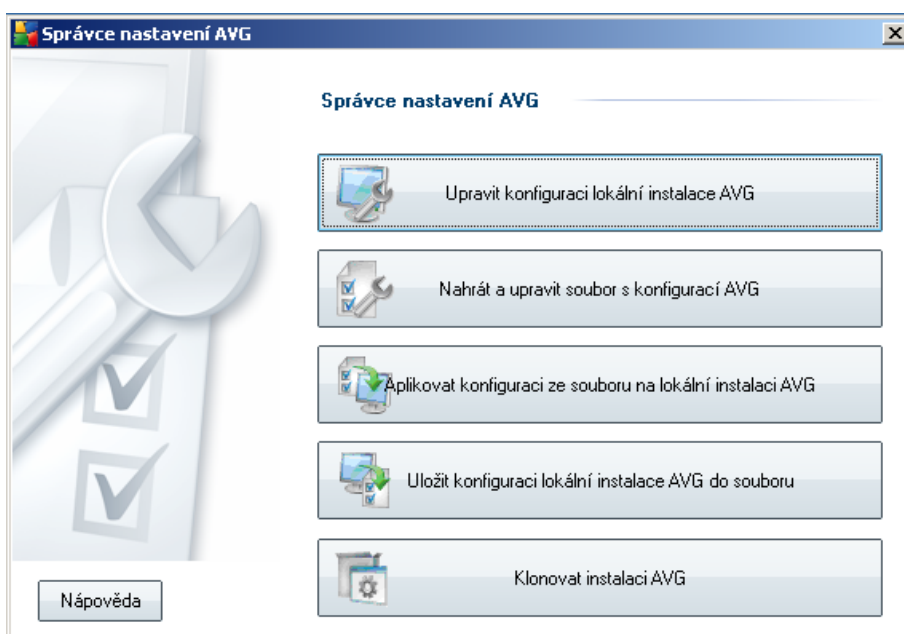 Správce nastavení AVG
Správce nastavení AVG
Upravit konfiguraci lokální instalace AVG
Nahrát a upravit soubor s konfigurací AVG
Aplikovat konfiguraci ze souboru na lokální instalaci AVG
Uložit konfiguraci lokální instalace AVG do souboru
Klonovat instalaci AVG
Nápověda